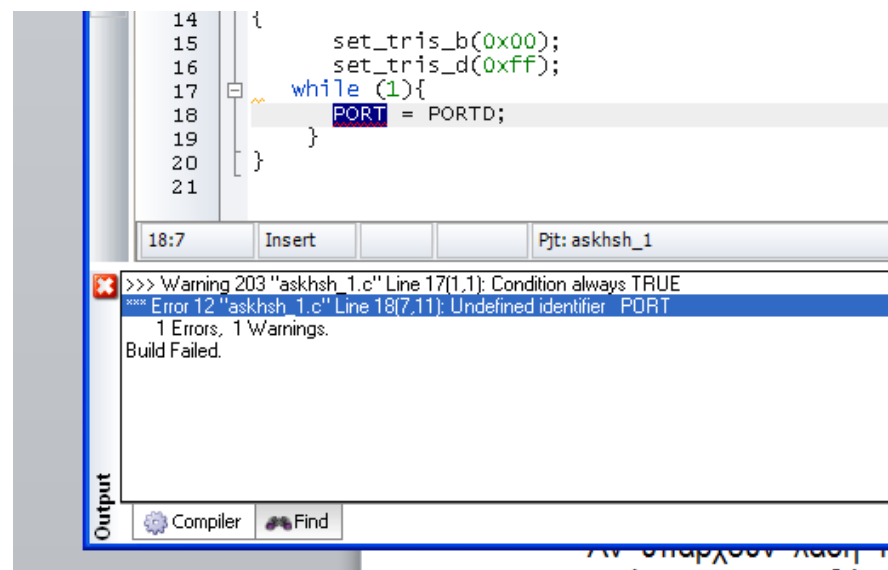 14 {
15 set_tris_b(0x00);
16 set_tris_d(0xff);
17 while (1){
18 PORT = PORTD;
19 }
20 }
21
18:7 Insert Pjt: askhsh_1
>>> Warning 203 "askhsh_1.c" Line 17(1,1): Condition always TRUE
*** Error 12 "askhsh_1.c" Line 18(7,11): Undefined identifier PORT
1 Errors, 1 Warnings.
Build Failed.
Output
Compiler Find